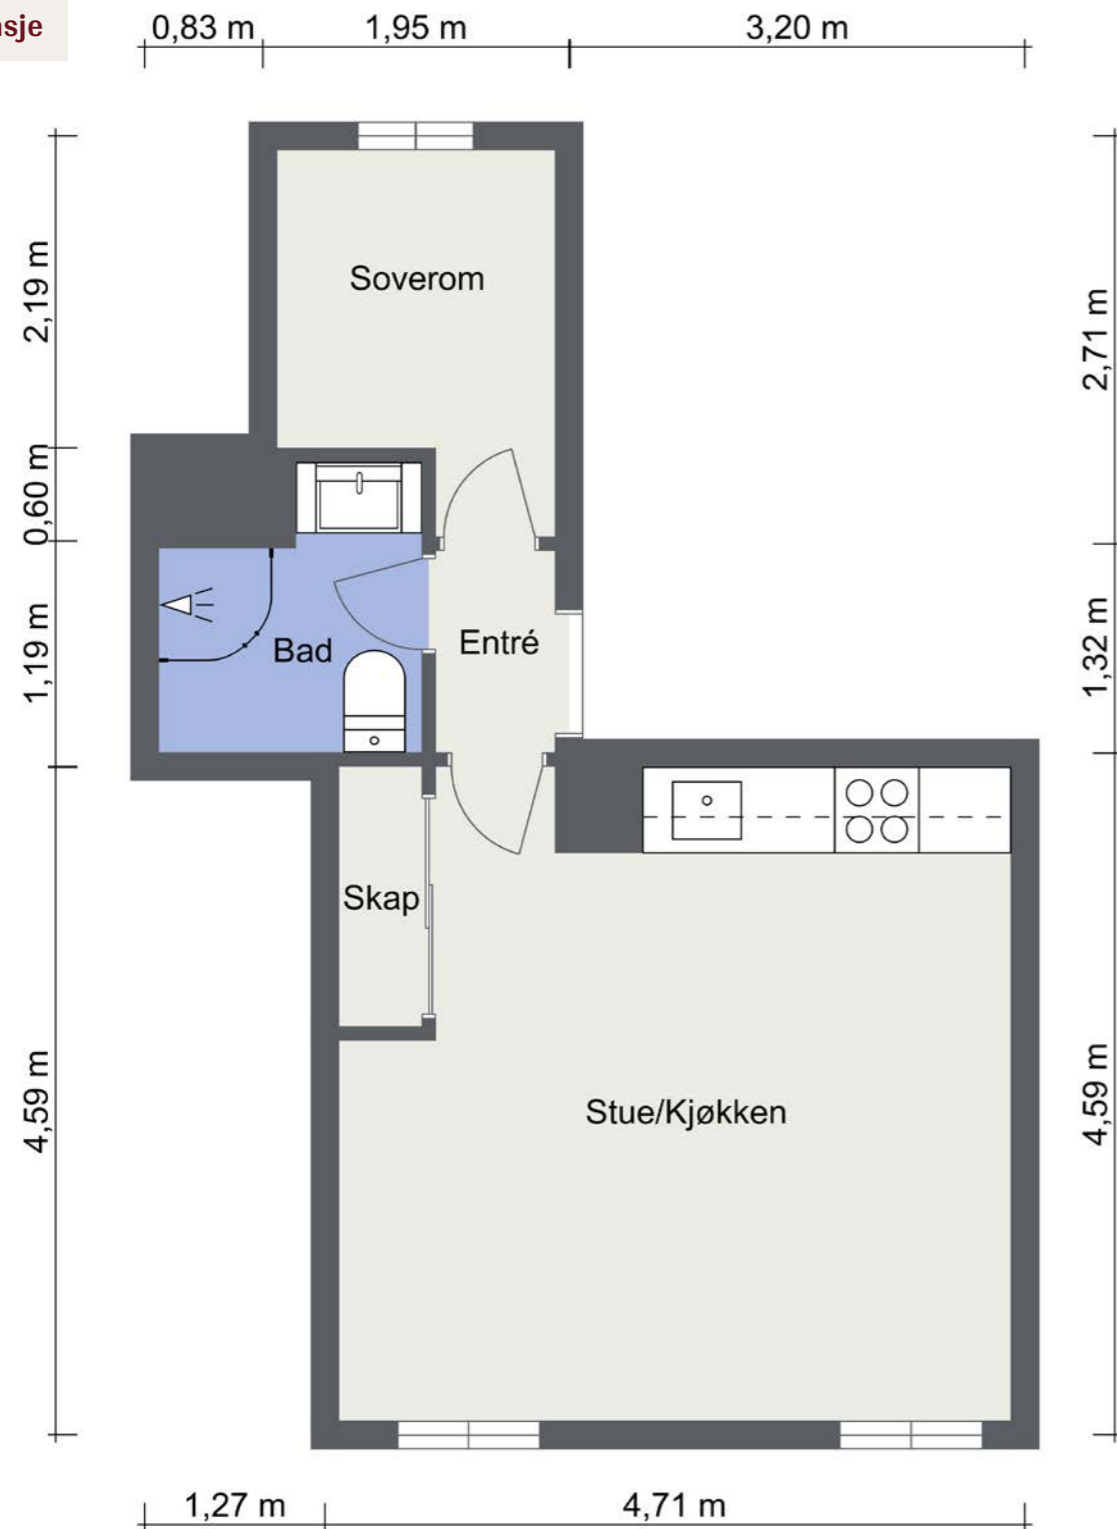 sje
0,83 m 1,95 m 3,20 m
2,19 m
0,60 m
1,19 m
4,59 m
Soverom
Bad
Entré
Skap
Stue/Kjøkken
2,71 m
1,32 m
4,59 m
1,27 m 4,71 m